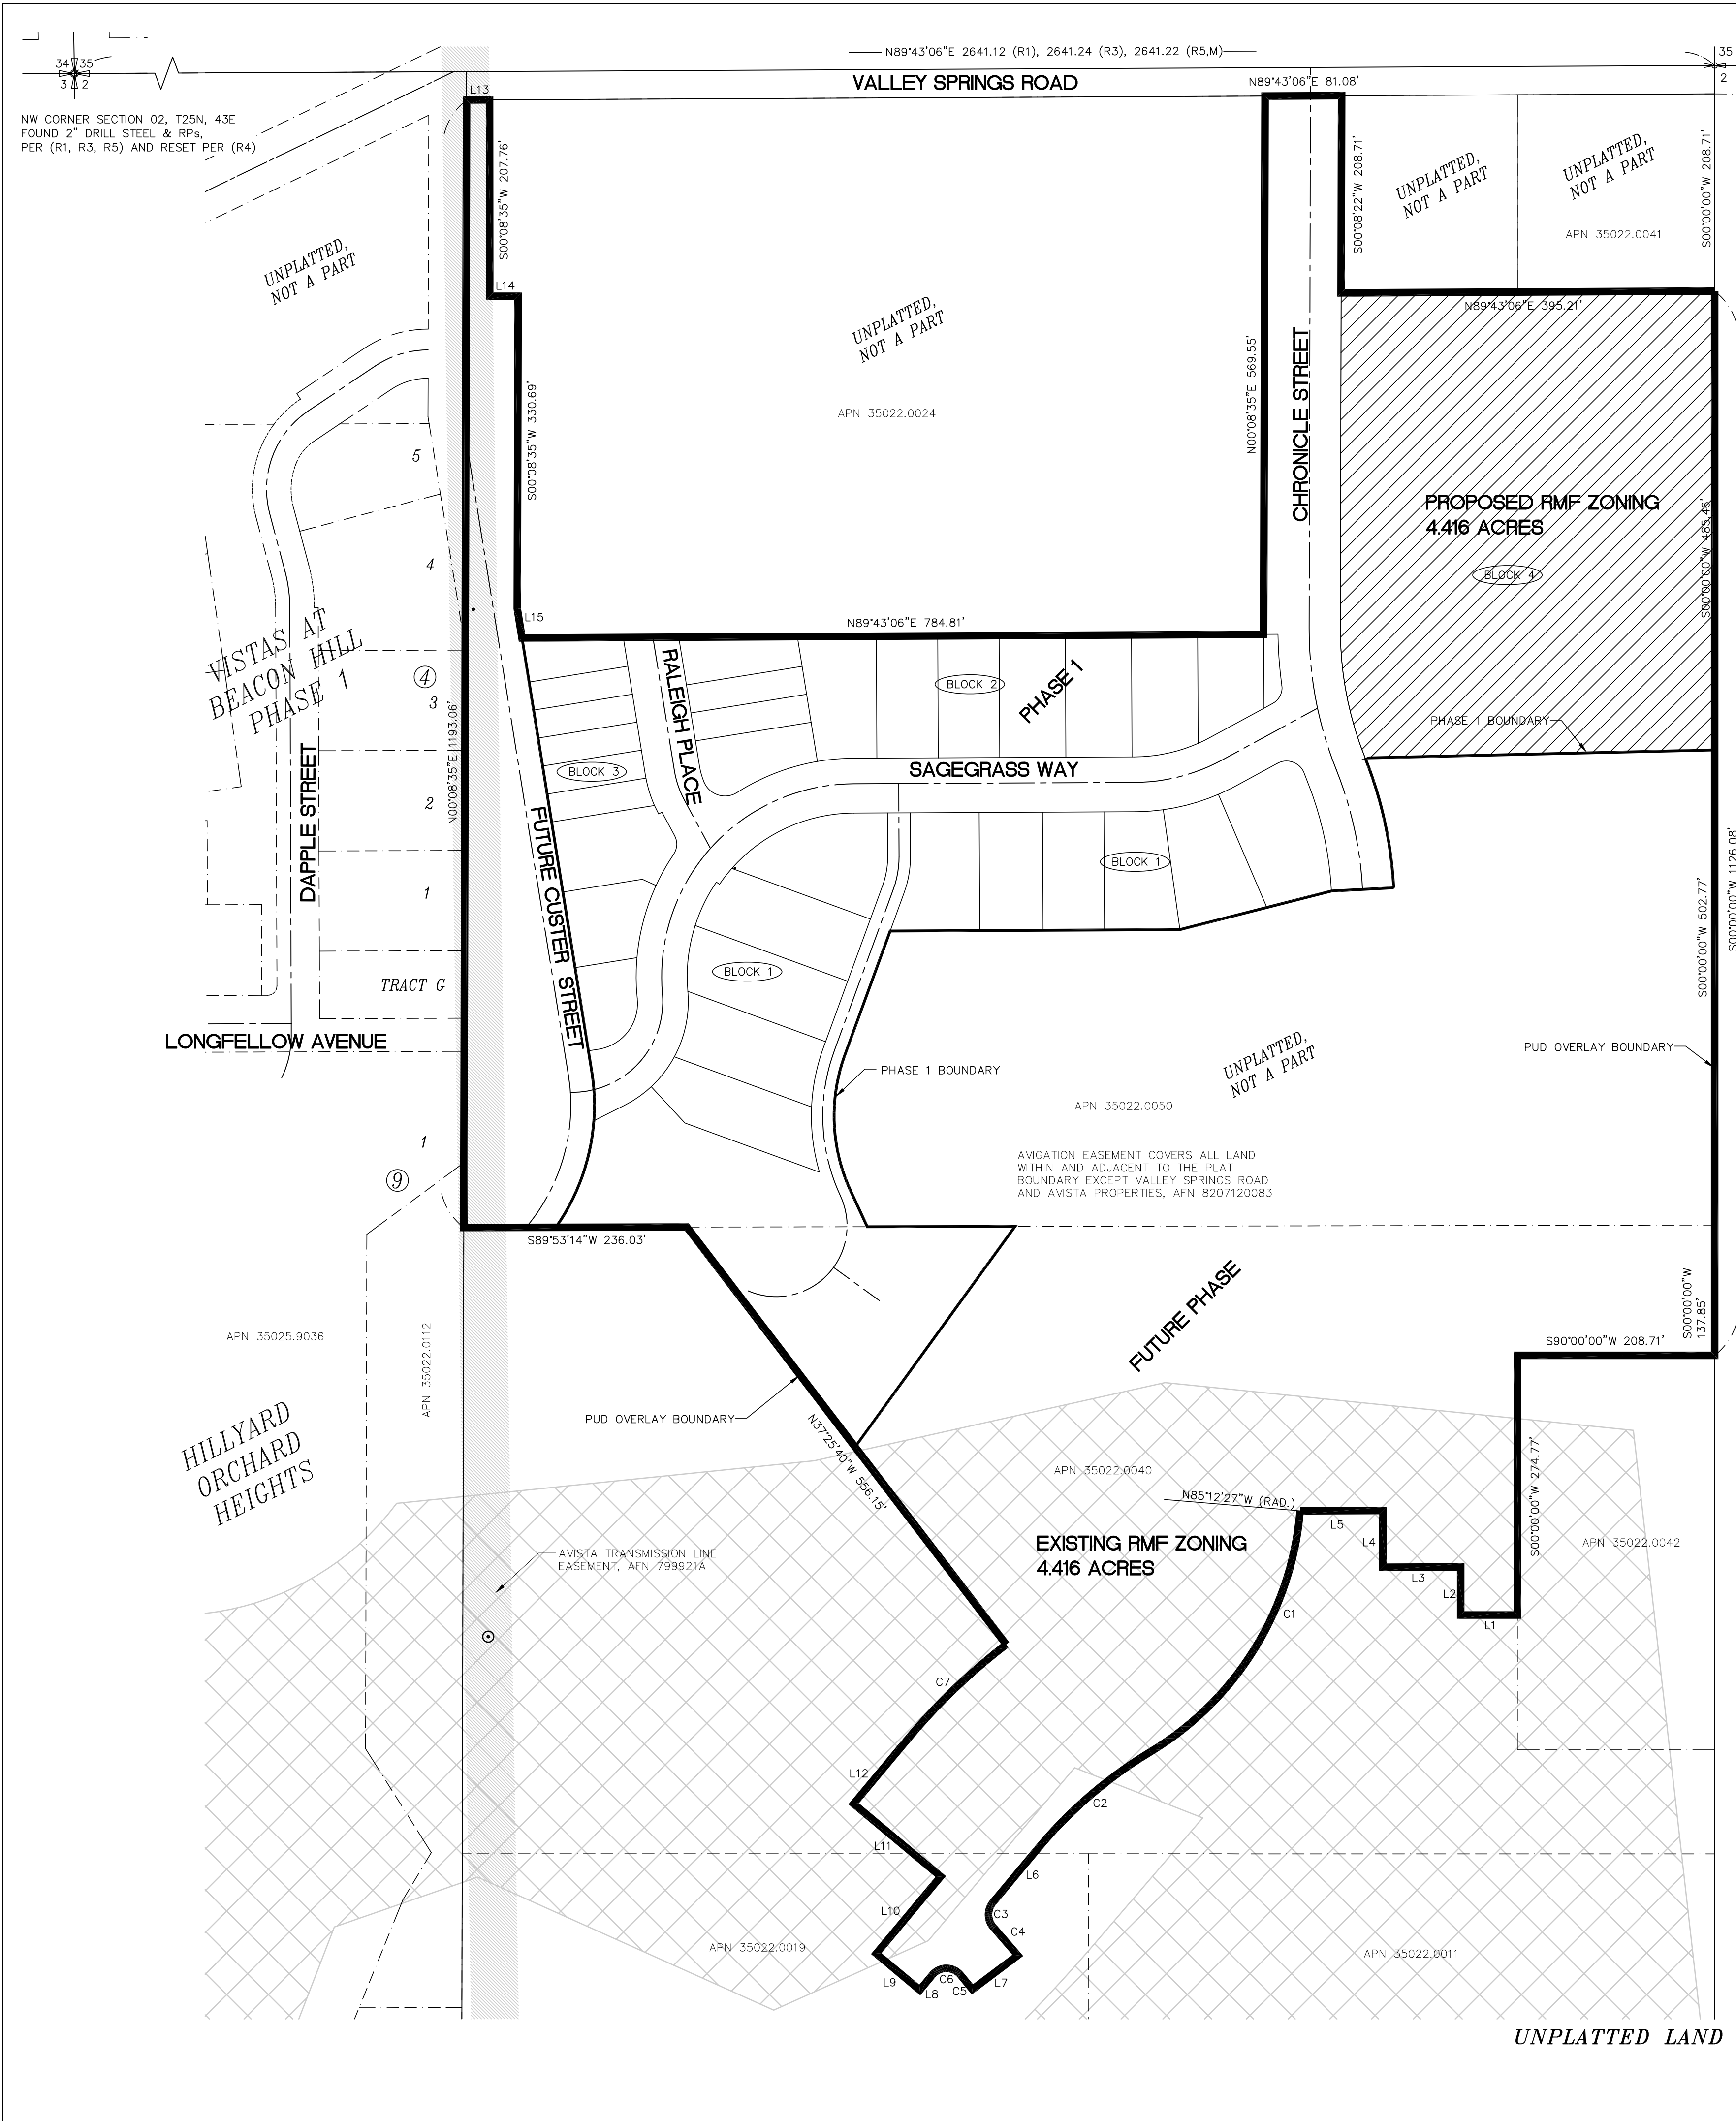 N89°43'06"E 2641.12 (R1), 2641.24 (R3), 2641.22 (R5,M)
34 35
3 2
35
2
VALLEY SPRINGS ROAD
N89°43'06"E 81.08'
L13
NW CORNER SECTION 02, T25N, 43E
FOUND 2" DRILL STEEL & RPs,
PER (R1, R3, R5) AND RESET PER (R4)
S00°08'35"W 207.76'
S00°08'22"W 208.71'
UNPLATTED,
NOT A PART
UNPLATTED,
NOT A PART
S00°00'00"W 208.71'
APN 35022.0041
UNPLATTED,
NOT A PART
L14
N89°43'06"E 395.21'
UNPLATTED,
NOT A PART
APN 35022.0024
S00°08'35"W 330.69'
N00°08'35"E 569.55'
CHRONICLE STREET
PROPOSED RMF ZONING
4.416 ACRES
BLOCK 4
S00°00'00"W 485.46'
5
4
L15
N89°43'06"E 784.81'
VISTAS AT
BEACON HILL
PHASE 1
4
3
N00°08'35"E 1193.06'
RALEIGH PLACE
BLOCK 2
PHASE 1
PHASE 1 BOUNDARY
BLOCK 3
SAGEGRASS WAY
DAPPLE STREET
2
FUTURE CUSTER STREET
BLOCK 1
1
S00°00'00"W 502.77'
S00°00'00"W 1126.08'
BLOCK 1
TRACT G
LONGFELLOW AVENUE
UNPLATTED,
NOT A PART
PUD OVERLAY BOUNDARY
PHASE 1 BOUNDARY
APN 35022.0050
1
9
AVIGATION EASEMENT COVERS ALL LAND
WITHIN AND ADJACENT TO THE PLAT
BOUNDARY EXCEPT VALLEY SPRINGS ROAD
AND AVISTA PROPERTIES, AFN 8207120083
S89°53'14"W 236.03'
FUTURE PHASE
S00°00'00"W
137.85'
APN 35025.9036
APN 35022.0112
S90°00'00"W 208.71'
PUD OVERLAY BOUNDARY
N37°25'40"W 556.15'
HILLYARD
ORCHARD
HEIGHTS
APN 35022.0040
N85°12'27"W (RAD.)
S00°00'00"W 274.77'
L5
L4
EXISTING RMF ZONING
4.416 ACRES
APN 35022.0042
AVISTA TRANSMISSION LINE
EASEMENT, AFN 799921A
L3
L2
L1
C1
C7
L12
C2
L11
L6
L10
C3
C4
APN 35022.0019
APN 35022.0011
L9
C6
L7
L8
C5
UNPLATTED LAND